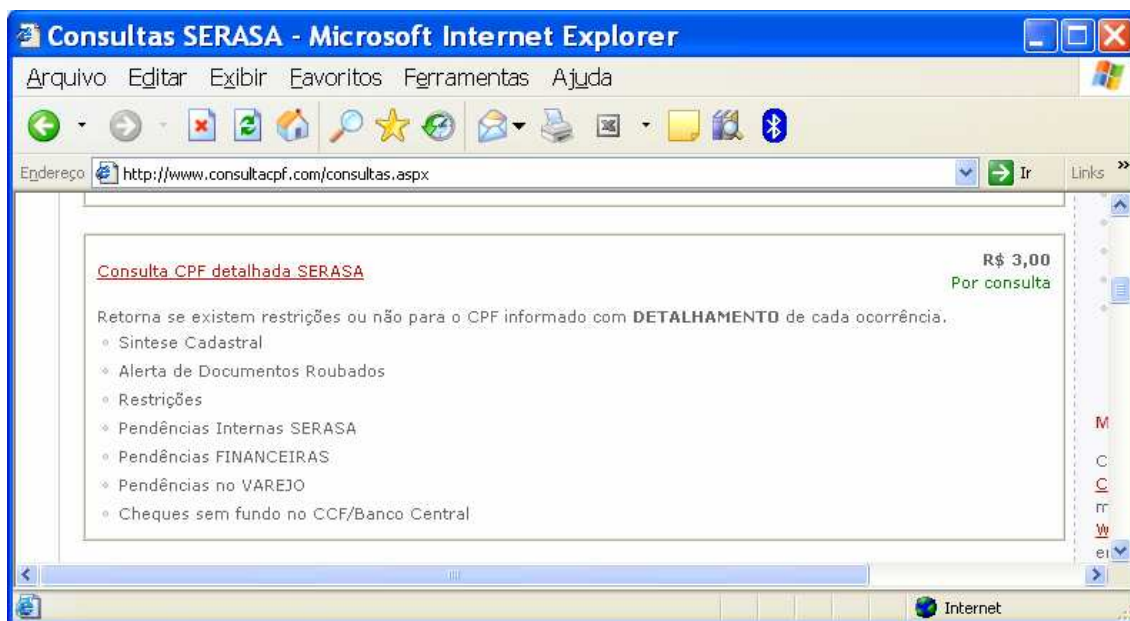 Consultas SERASA - Microsoft Internet Explorer
Arquivo Editar Exibir Favoritos Ferramentas Ajuda
Endereço http://www.consultacpf.com/consultas.aspx Ir Links »
Consulta CPF detalhada SERASA
R$ 3,00
Por consulta
Retorna se existem restrições ou não para o CPF informado com DETALHAMENTO de cada ocorrência.
Sintese Cadastral
Alerta de Documentos Roubados
Restrições
Pendências Internas SERASA
Pendências FINANCEIRAS
Pendências no VAREJO
Cheques sem fundo no CCF/Banco Central
M
C
C
W
Internet